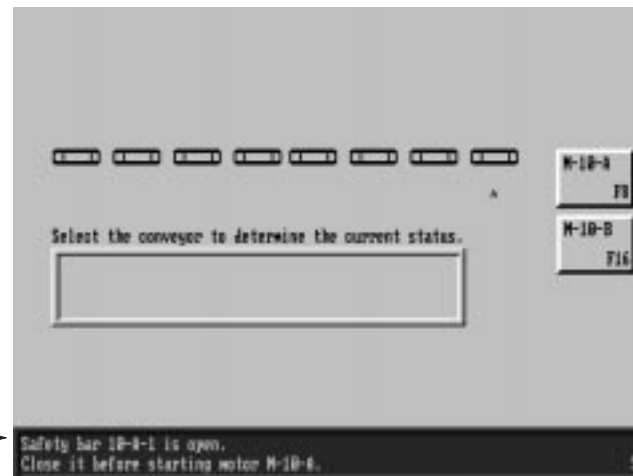 M-10-A
F8
A
Select the conveyor to determine the current status.
M-10-B
F16
Safety bar 10-A-1 is open.
Close it before starting motor M-10-A.